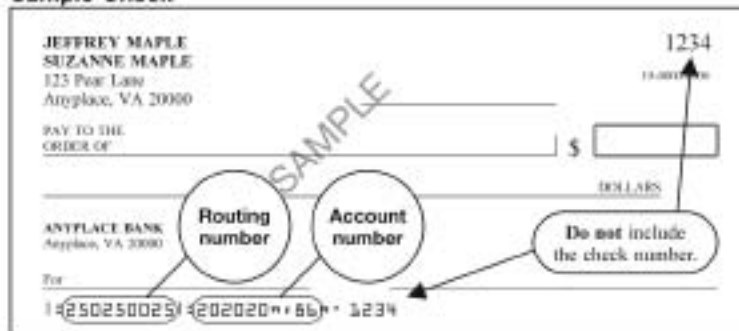 Sample Check
JEFFREY MAPLE
SUZANNE MAPLE
123 Pear Lane
Anyplace, VA 20000
1234
SAMPLE
PAY TO THE
ORDER OF
$
DOLLARS
ANYPLACE BANK
Anyplace, VA 20000
Routing
number
Account
number
Do not include
the check number.
For
250250025 202020 86 1234